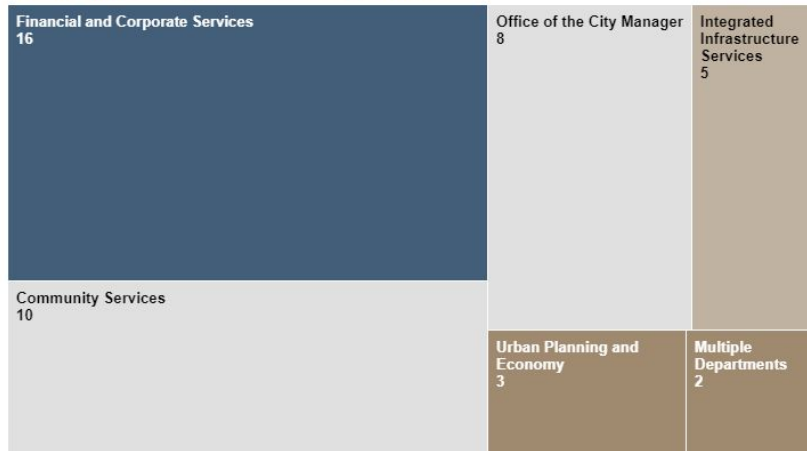 Financial and Corporate Services
16
Office of the City Manager
8
Integrated
Infrastructure
Services
5
Community Services
10
Urban Planning and
Economy
3
Multiple
Departments
2